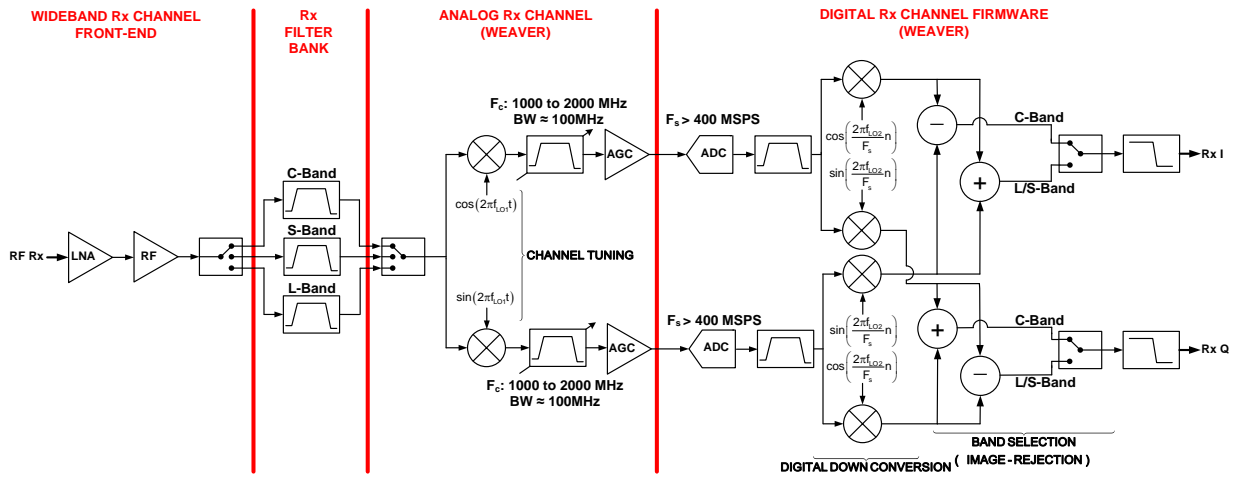 WIDEBAND Rx CHANNEL
FRONT-END
Rx
FILTER
BANK
ANALOG Rx CHANNEL
(WEAVER)
DIGITAL Rx CHANNEL FIRMWARE
(WEAVER)
RF Rx
LNA
RF
C-Band
S-Band
L-Band
Fc: 1000 to 2000 MHz
BW ≈ 100MHz
AGC
cos(2πfLO1t)
CHANNEL TUNING
sin(2πfLO1t)
AGC
Fc: 1000 to 2000 MHz
BW ≈ 100MHz
Fs > 400 MSPS
ADC
cos(2πfLO2/Fs n)
sin(2πfLO2/Fs n)
−
+
C-Band
L/S-Band
Rx I
Fs > 400 MSPS
ADC
sin(2πfLO2/Fs n)
cos(2πfLO2/Fs n)
+
−
C-Band
L/S-Band
Rx Q
DIGITAL DOWN CONVERSION
BAND SELECTION
( IMAGE - REJECTION )